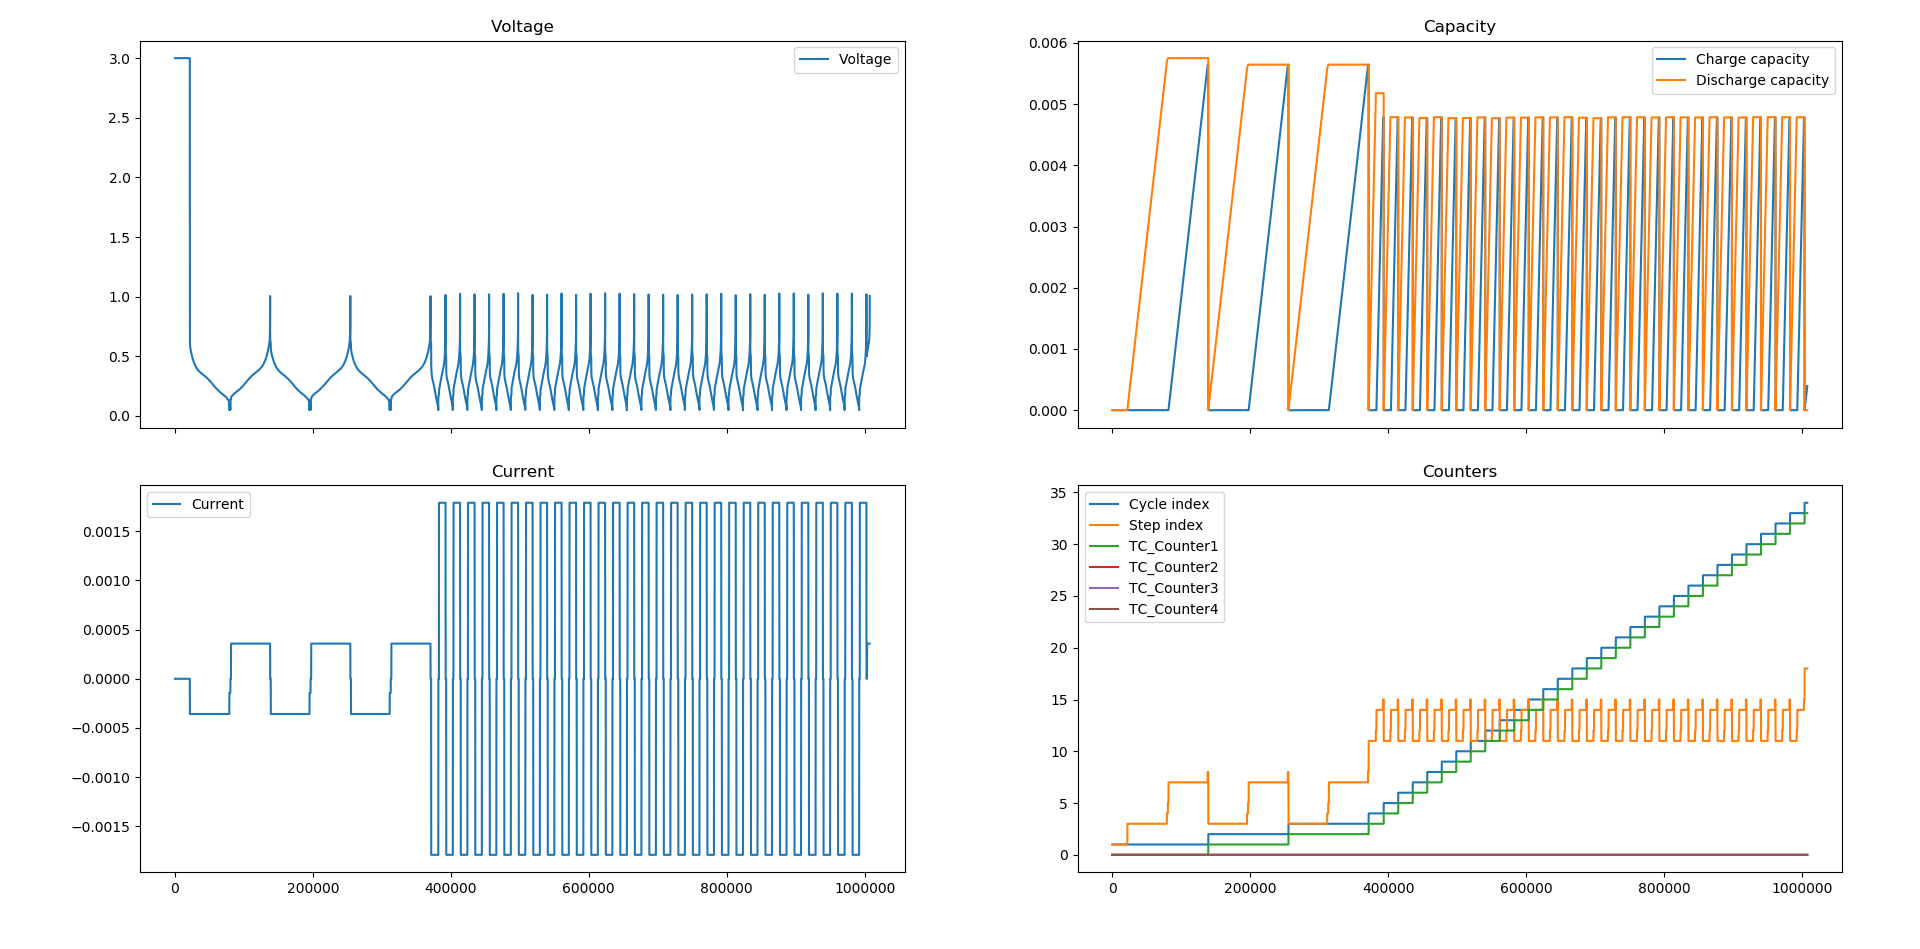 Voltage
3.0
2.5
2.0
1.5
1.0
0.5
0.0
Voltage
Capacity
0.006
0.005
0.004
0.003
0.002
0.001
0.000
Charge capacity
Discharge capacity
Current
0.0015
0.0010
0.0005
0.0000
−0.0005
−0.0010
−0.0015
Current
0
200000
400000
600000
800000
1000000
Counters
35
30
25
20
15
10
5
0
Cycle index
Step index
TC_Counter1
TC_Counter2
TC_Counter3
TC_Counter4
0
200000
400000
600000
800000
1000000